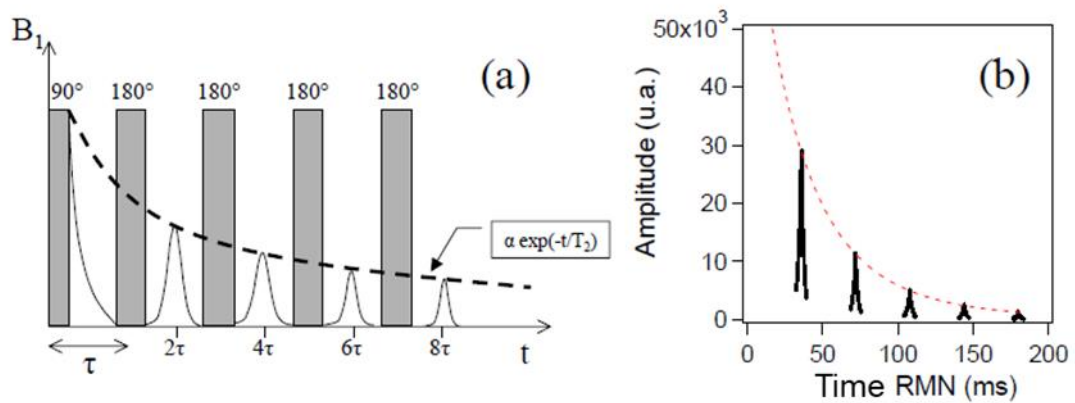 B₁
(a)
90° 180° 180° 180° 180°
α exp(-t/T₂)
2τ 4τ 6τ 8τ t
τ
(b)
50x10³
40
30
20
10
0
Amplitude (u.a.)
0 50 100 150 200
Time RMN (ms)